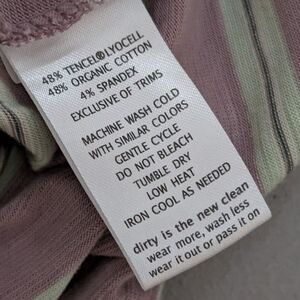 48% TENCEL®LYOCELL
48% ORGANIC COTTON
4% SPANDEX
EXCLUSIVE OF TRIMS
MACHINE WASH COLD
WITH SIMILAR COLORS
GENTLE CYCLE
DO NOT BLEACH
TUMBLE DRY
LOW HEAT
IRON COOL AS NEEDED
dirty is the new clean
wear more, wash less
wear it out or pass it on